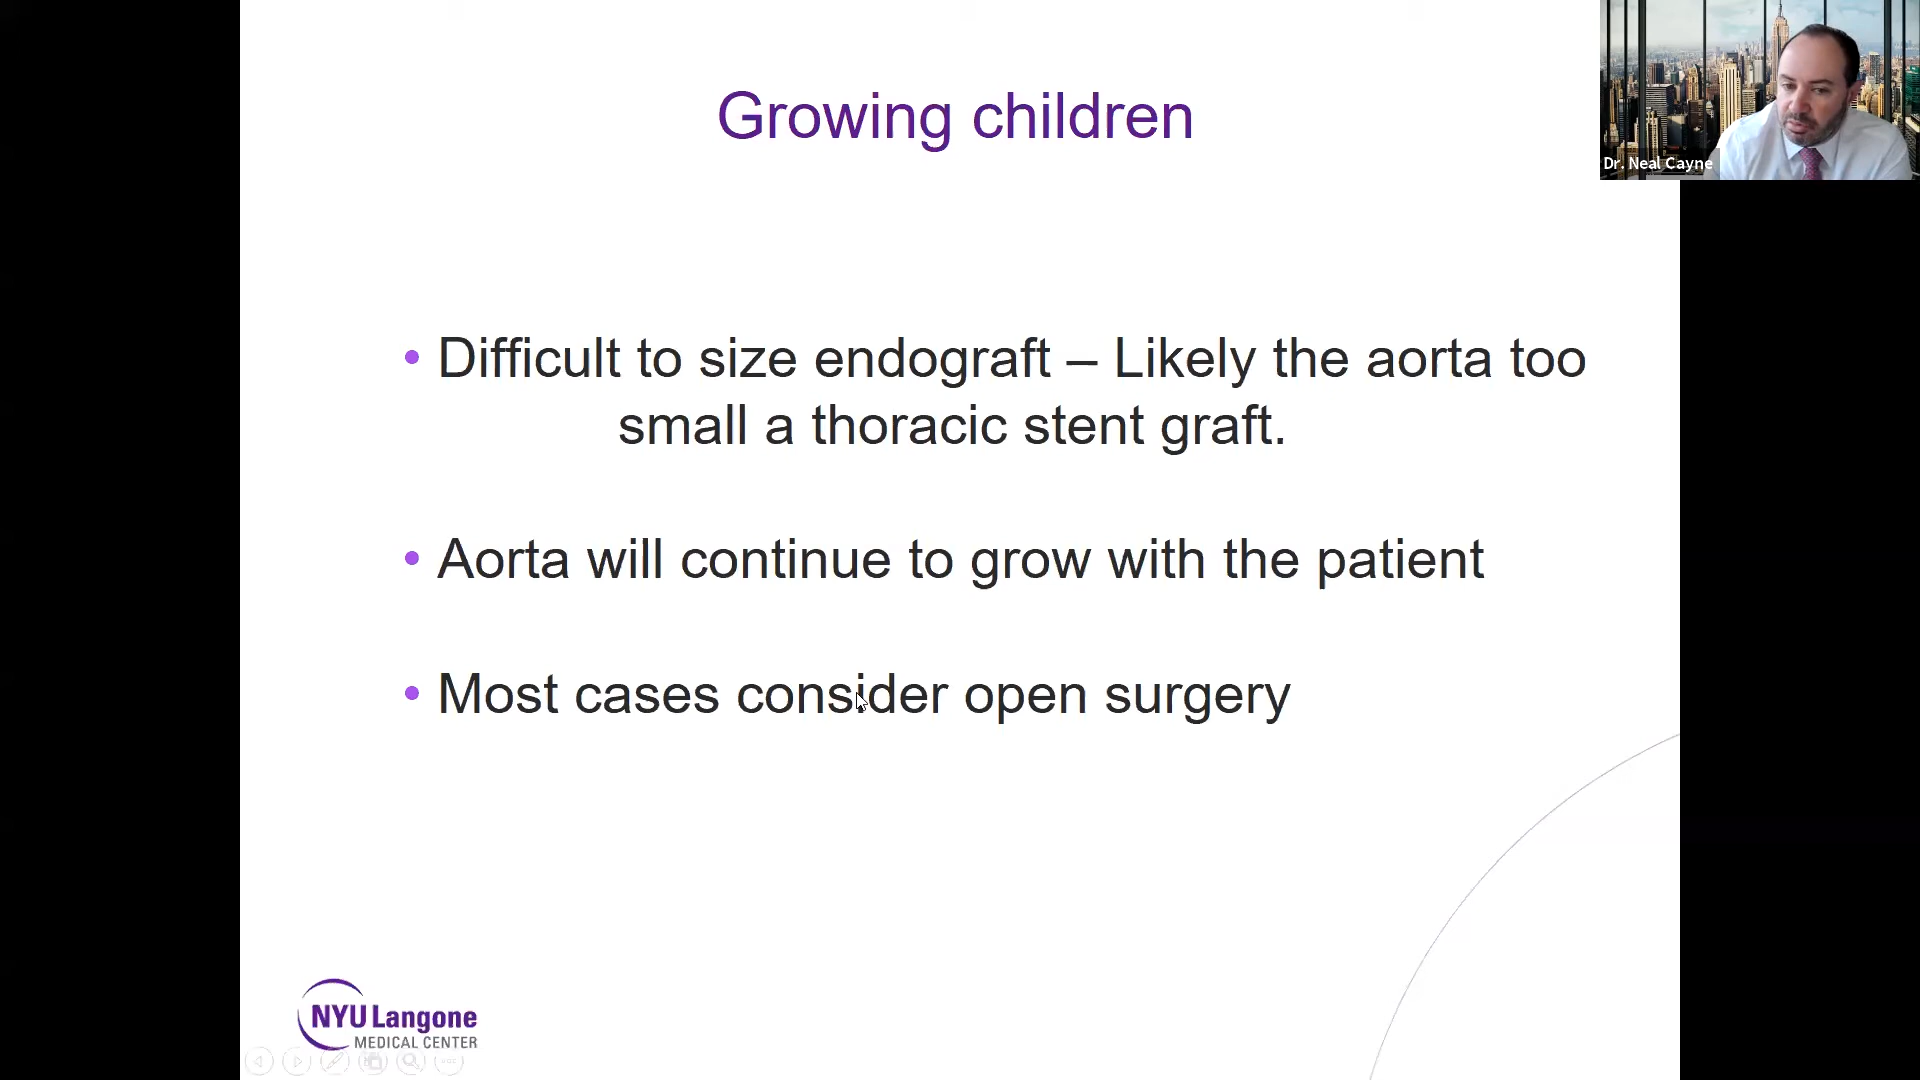 Growing children
Dr. Neal Cayne
• Difficult to size endograft – Likely the aorta too
small a thoracic stent graft.
• Aorta will continue to grow with the patient
• Most cases consider open surgery
NYU Langone
MEDICAL CENTER